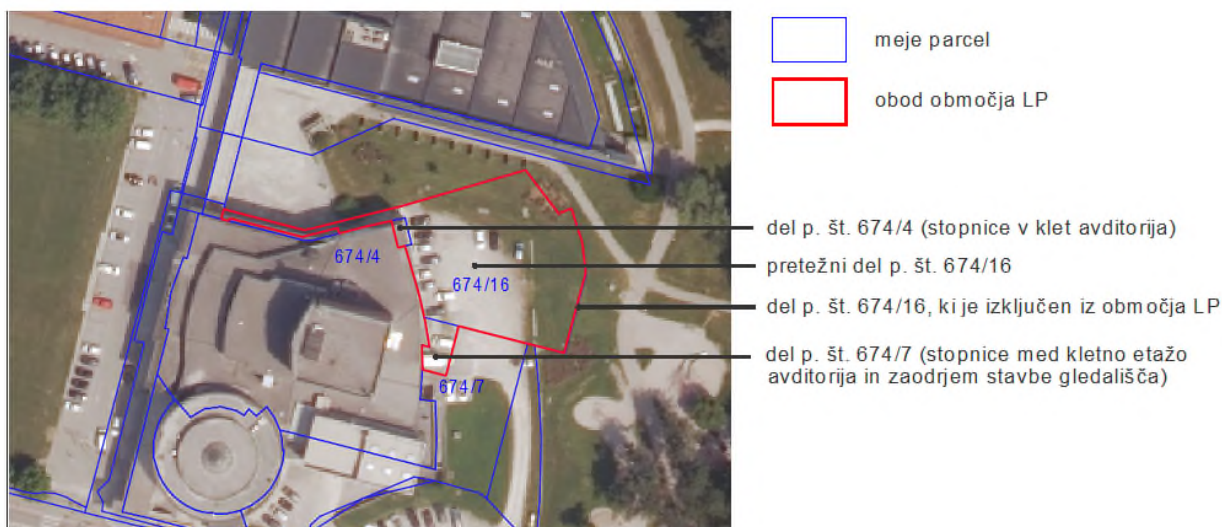 meje parcel
obod območja LP
del p. št. 674/4 (stopnice v klet avditorija)
674/4
pretežni del p. št. 674/16
674/16
del p. št. 674/16, ki je izključen iz območja LP
del p. št. 674/7 (stopnice med kletno etažo
avditorija in zaodrjem stavbe gledališča)
674/7